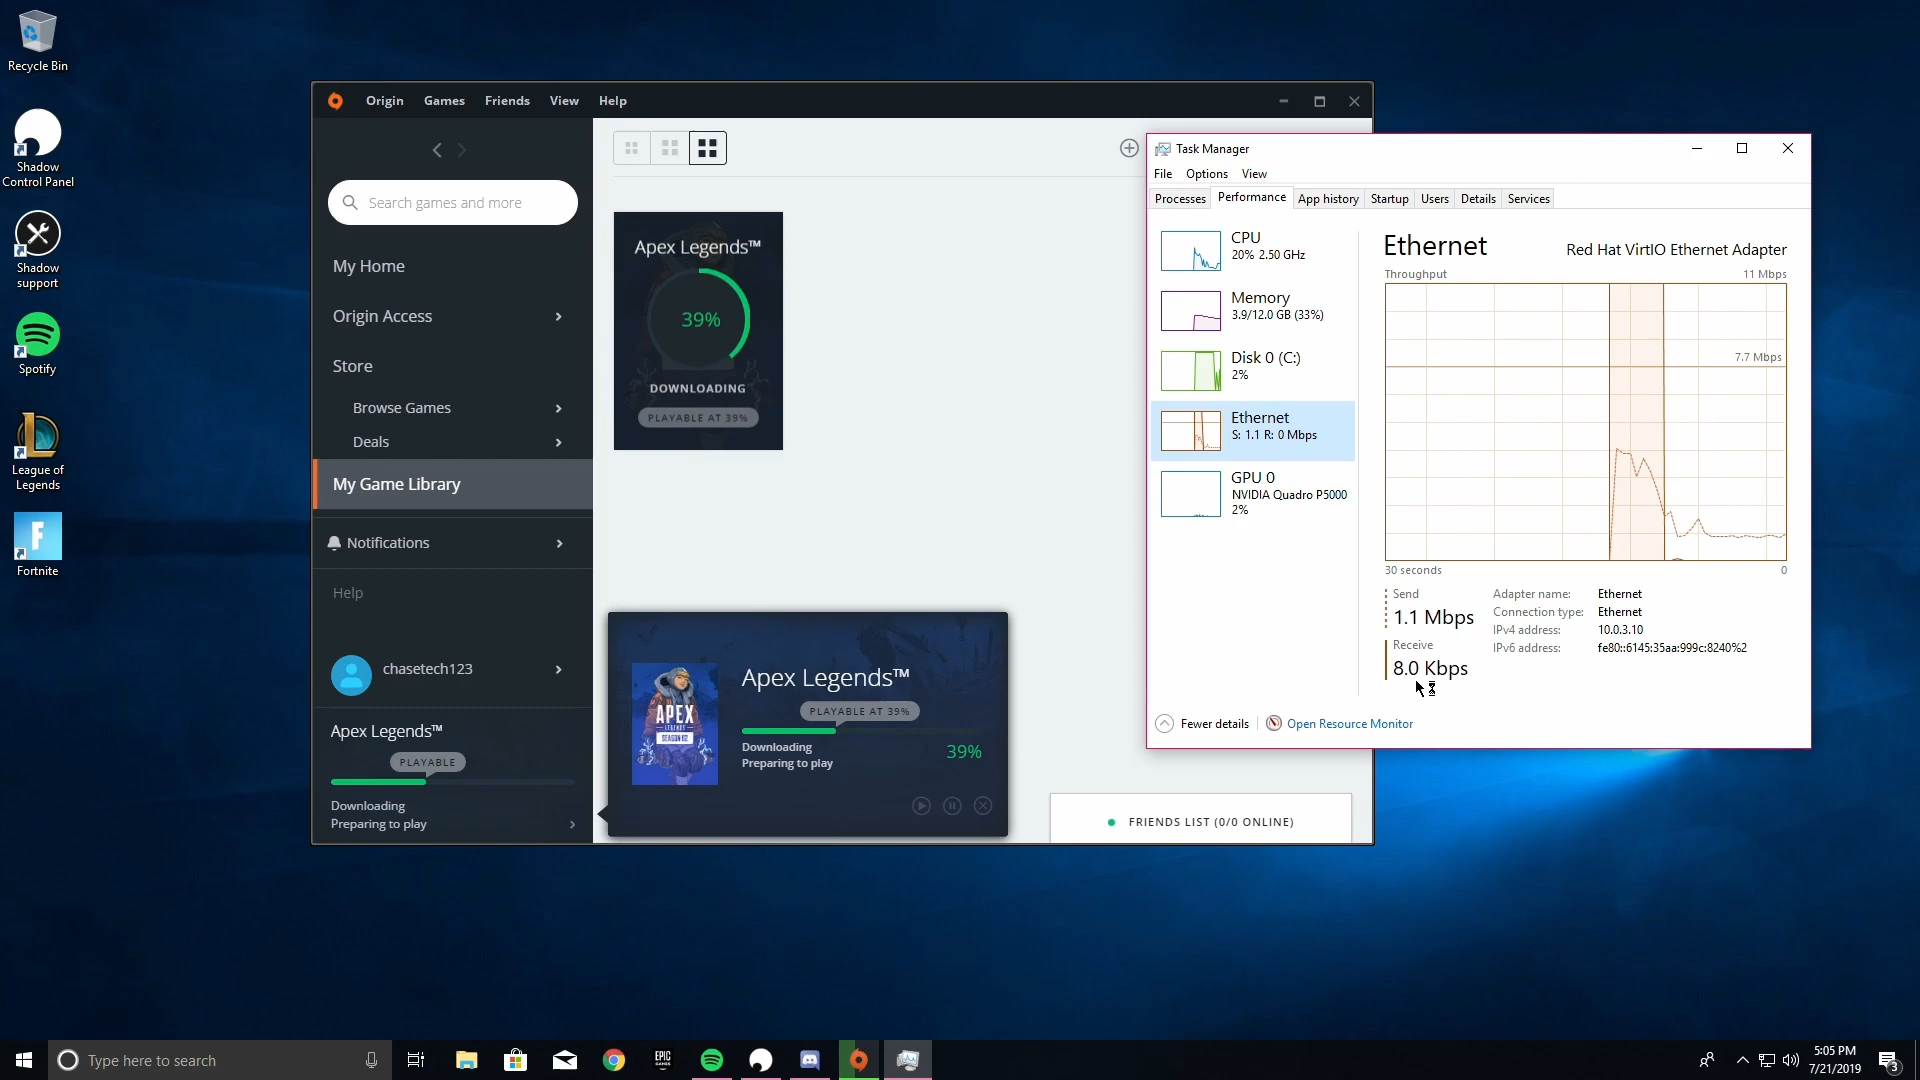 Recycle Bin
Shadow
Control Panel
Shadow
support
Spotify
League of
Legends
Fortnite
Origin Games Friends View Help
Search games and more
My Home
Origin Access
Store
Browse Games
Deals
My Game Library
Notifications
Help
chasetech123
Apex Legends™
PLAYABLE
Downloading
Preparing to play
Apex Legends™
39%
DOWNLOADING
PLAYABLE AT 39%
APEX
LEGENDS
SEASON 02
Apex Legends™
PLAYABLE AT 39%
Downloading
Preparing to play
39%
FRIENDS LIST (0/0 ONLINE)
Task Manager
File Options View
Processes Performance App history Startup Users Details Services
CPU
20% 2.50 GHz
Memory
3.9/12.0 GB (33%)
Disk 0 (C:)
2%
Ethernet
S: 1.1 R: 0 Mbps
GPU 0
NVIDIA Quadro P5000
2%
Ethernet Red Hat VirtIO Ethernet Adapter
Throughput 11 Mbps
7.7 Mbps
30 seconds 0
Send
1.1 Mbps
Receive
8.0 Kbps
Adapter name: Ethernet
Connection type: Ethernet
IPv4 address: 10.0.3.10
IPv6 address: fe80::6145:35aa:999c:8240%2
Fewer details Open Resource Monitor
Type here to search
EPIC
GAMES
5:05 PM
7/21/2019
3